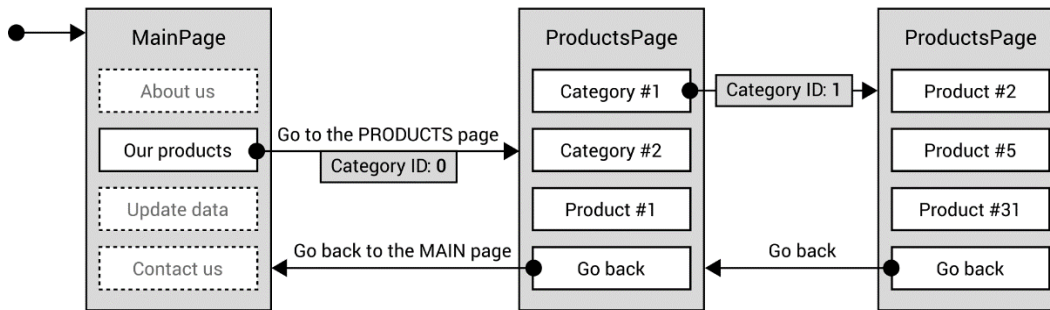 MainPage
About us
Our products
Update data
Contact us
Go to the PRODUCTS page
Category ID: 0
Go back to the MAIN page
ProductsPage
Category #1
Category #2
Product #1
Go back
Category ID: 1
Go back
ProductsPage
Product #2
Product #5
Product #31
Go back